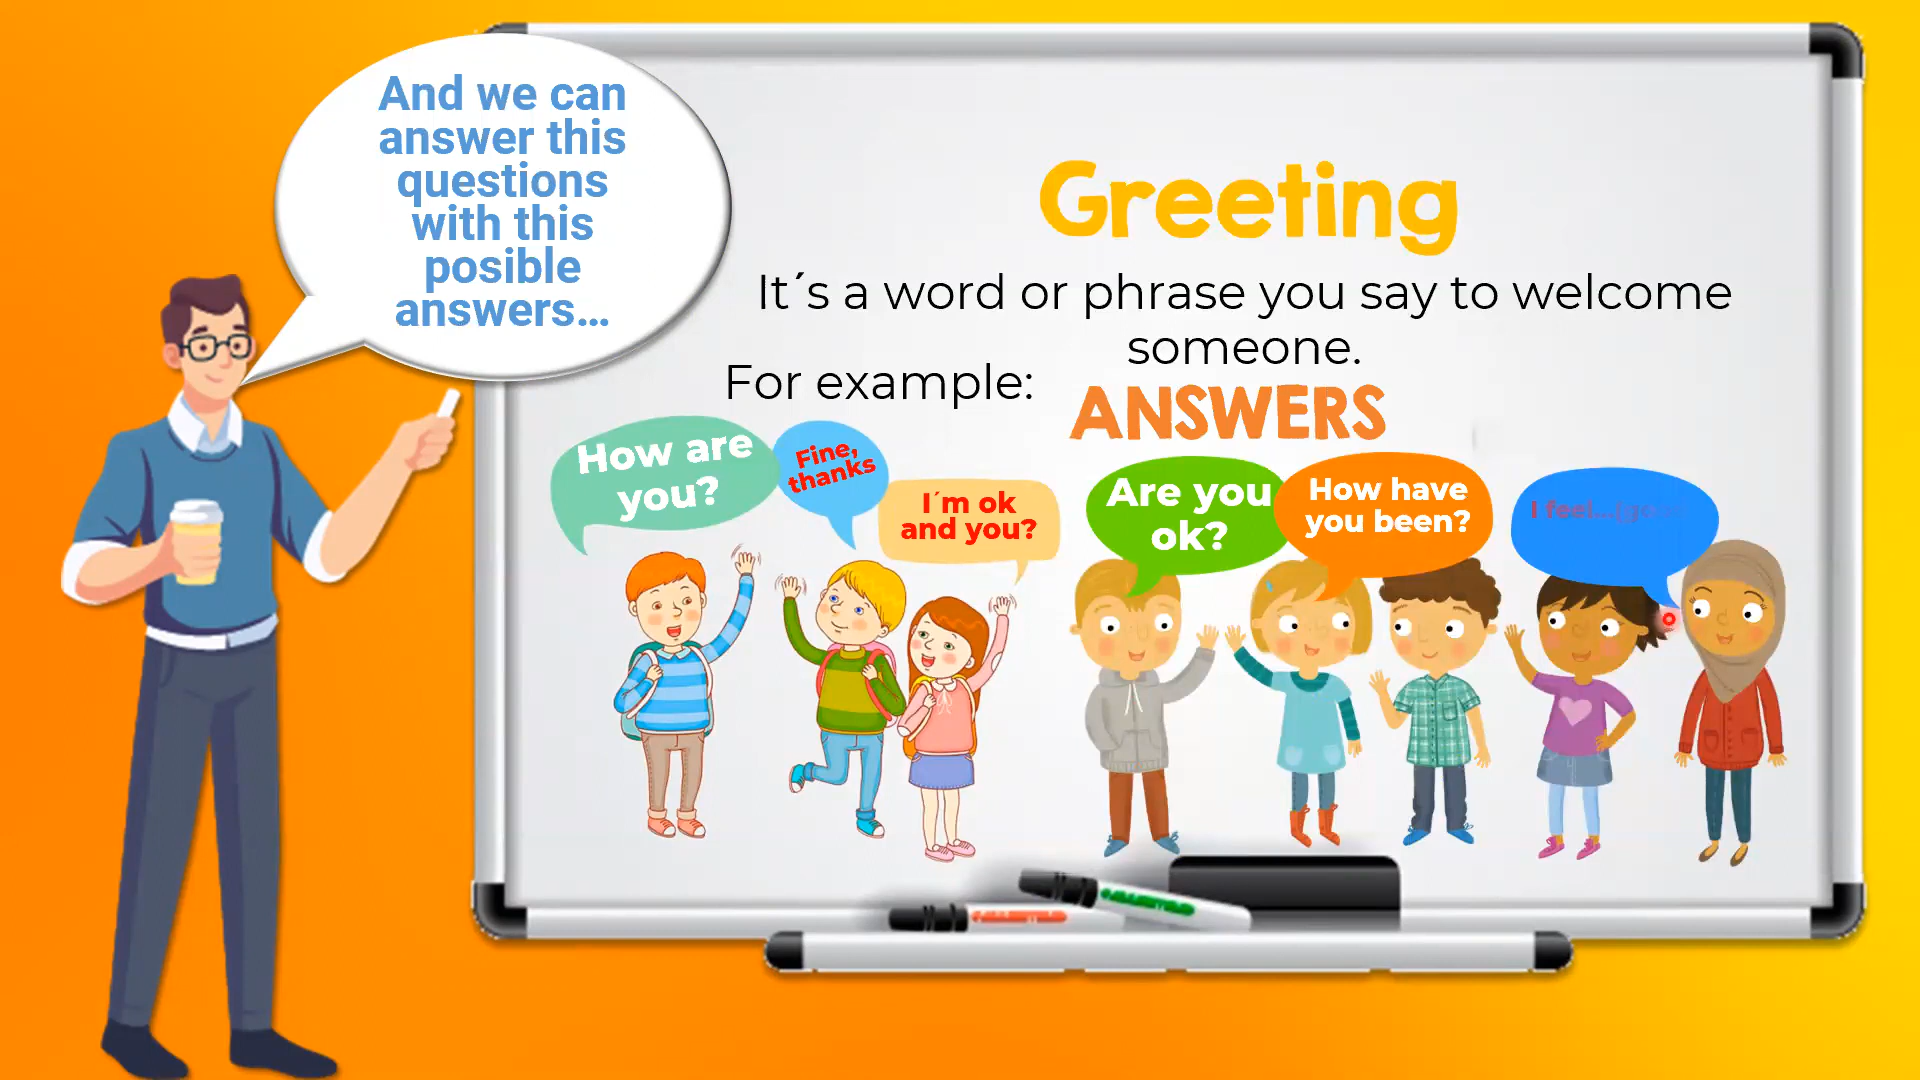 And we can
answer this
questions
with this
posible
answers...
Greeting
It´s a word or phrase you say to welcome
someone.
For example:
ANSWERS
How are
you?
Fine,
thanks
I´m ok
and you?
Are you
ok?
How have
you been?
I feel...